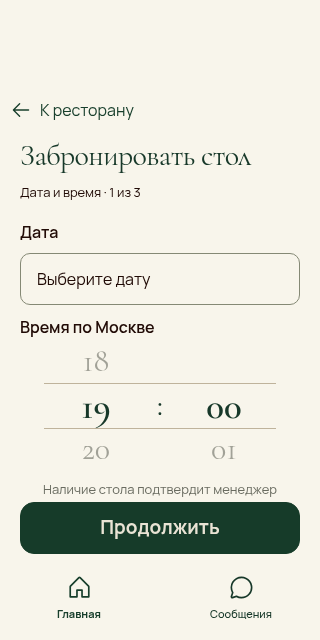 К ресторану
Забронировать стол
Дата и время · 1 из 3
Дата
Выберите дату
Время по Москве
18
19 : 00
20 01
Наличие стола подтвердит менеджер
Продолжить
Главная Сообщения